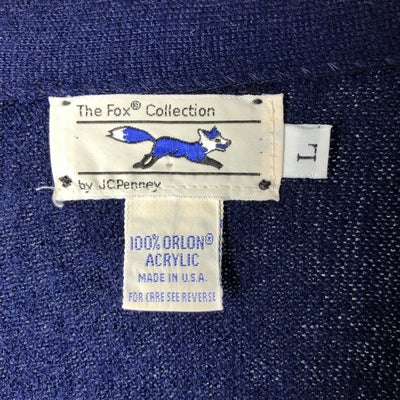 The Fox® Collection
by JCPenney
L
100% ORLON®
ACRYLIC
MADE IN U.S.A.
FOR CARE SEE REVERSE